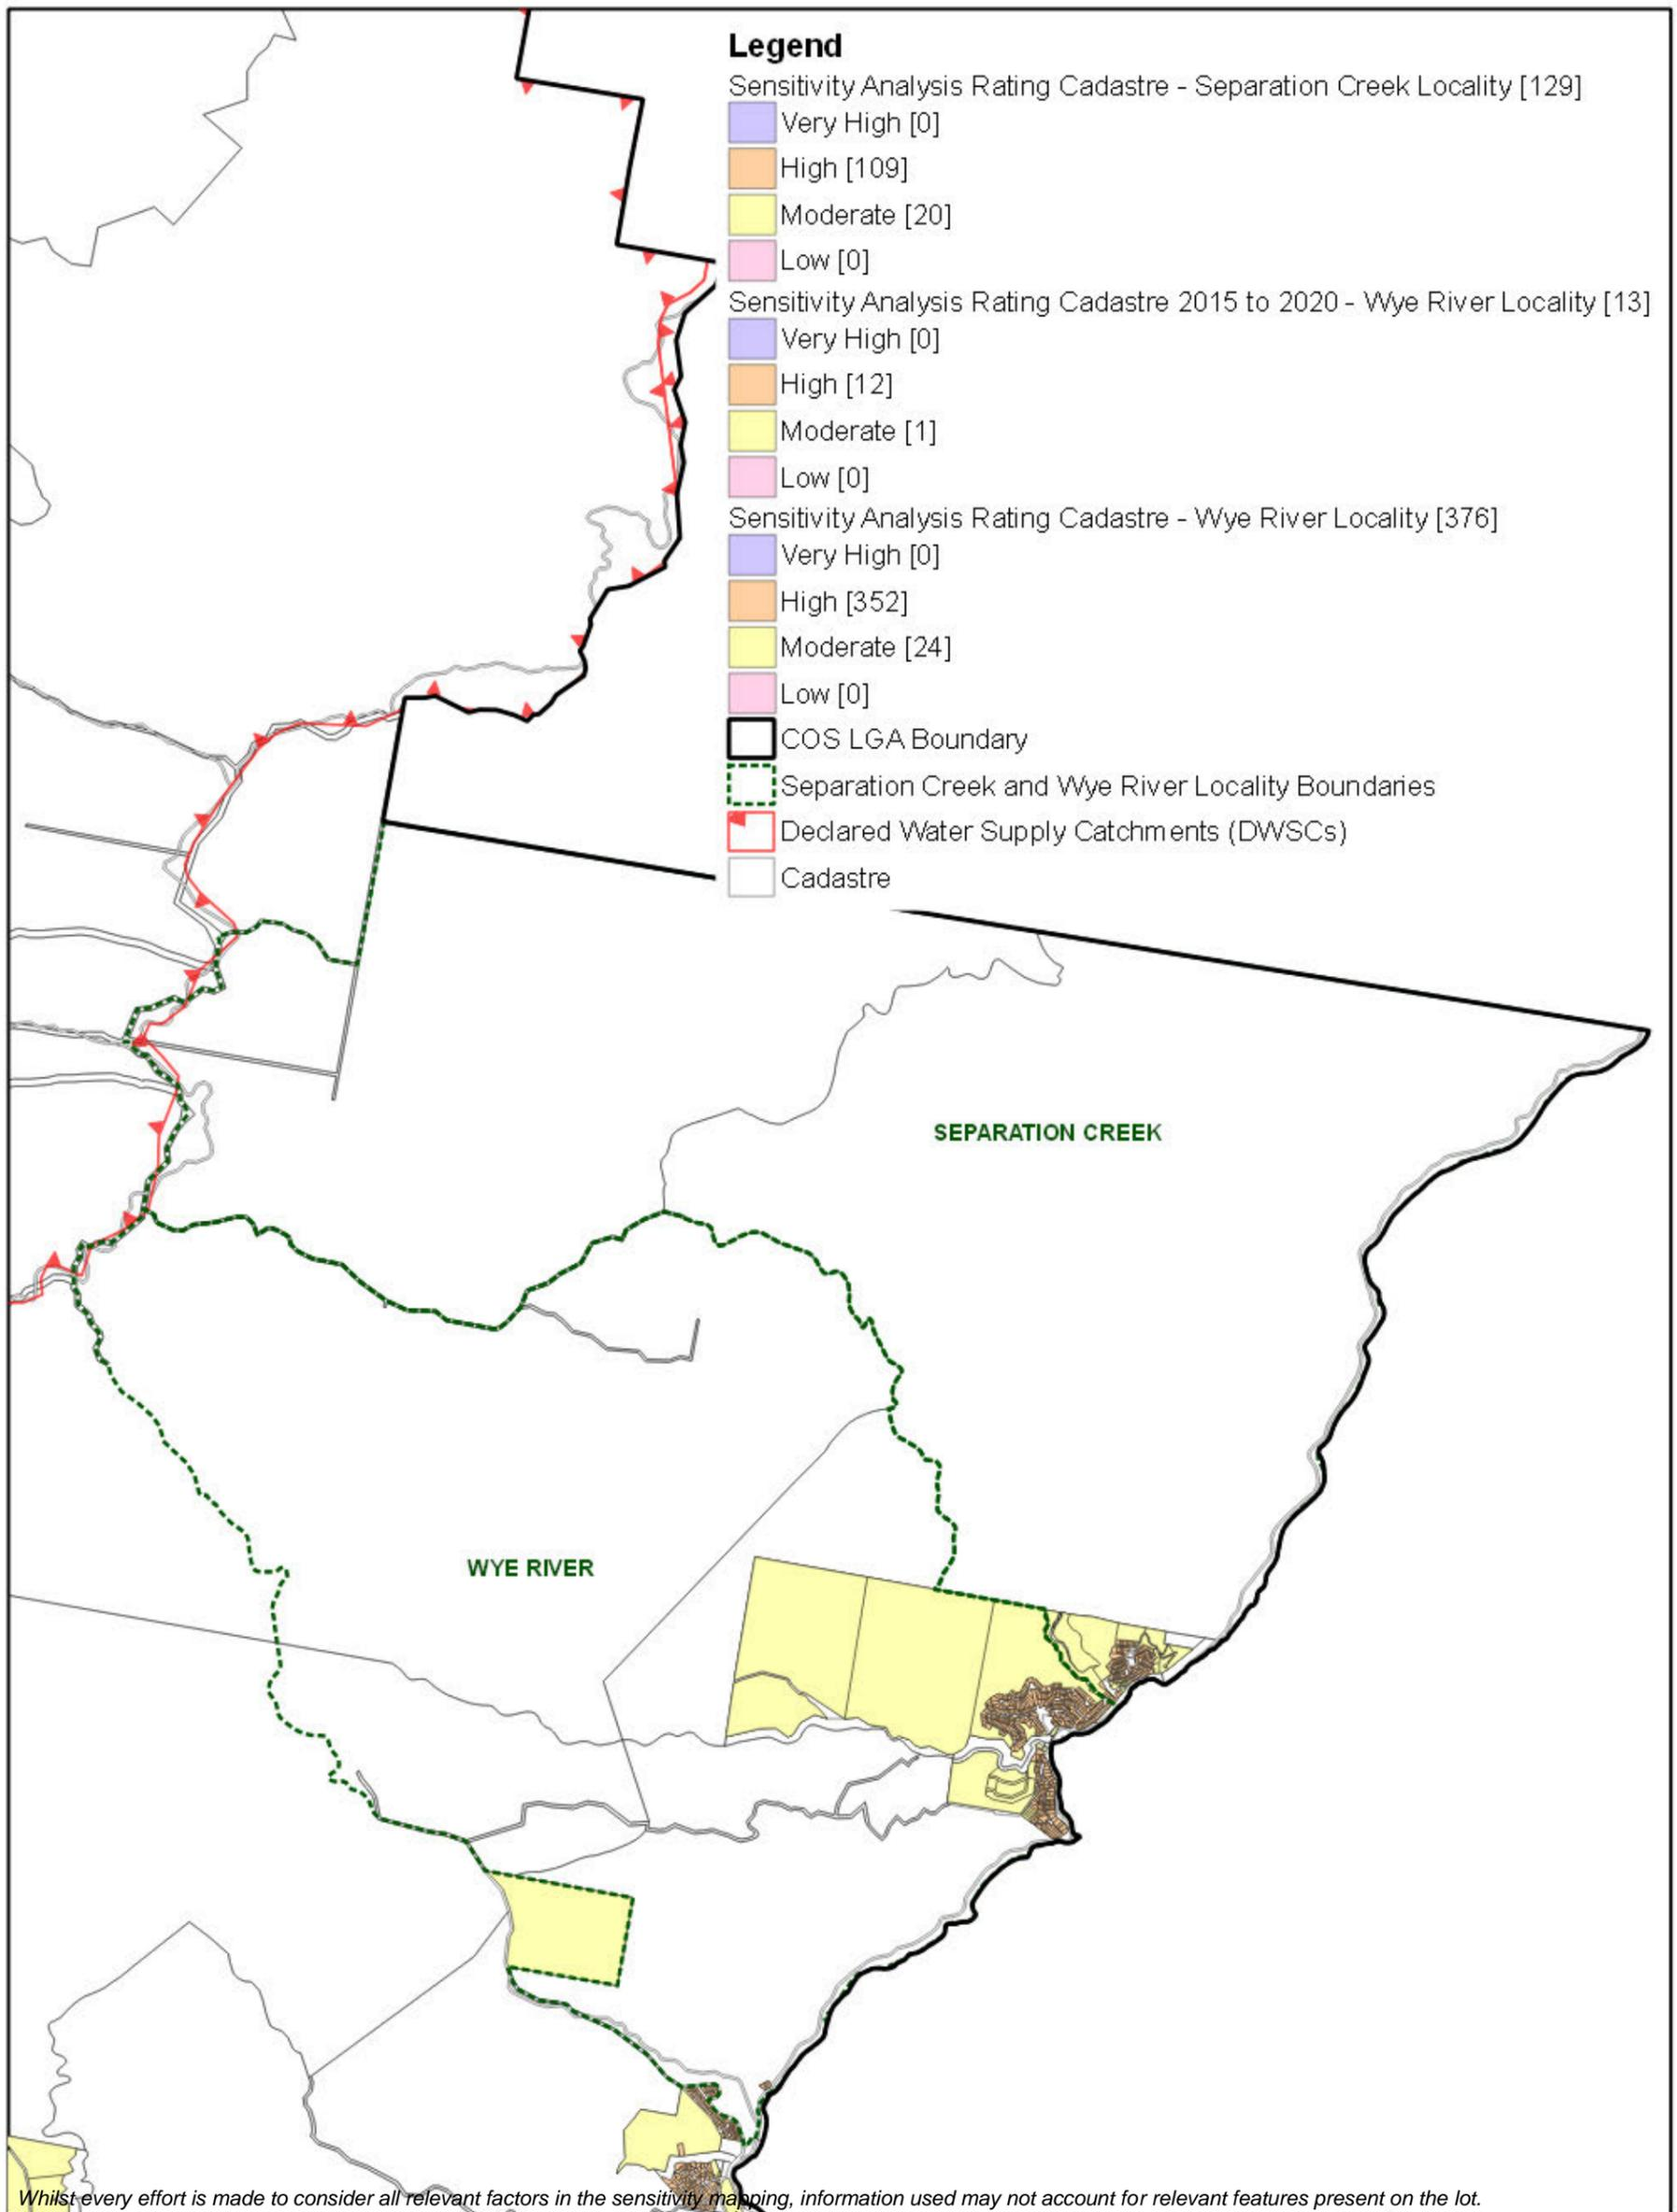 Legend
Sensitivity Analysis Rating Cadastre - Separation Creek Locality [129]
Very High [0]
High [109]
Moderate [20]
Low [0]
Sensitivity Analysis Rating Cadastre 2015 to 2020 - Wye River Locality [13]
Very High [0]
High [12]
Moderate [1]
Low [0]
Sensitivity Analysis Rating Cadastre - Wye River Locality [376]
Very High [0]
High [352]
Moderate [24]
Low [0]
COS LGA Boundary
Separation Creek and Wye River Locality Boundaries
Declared Water Supply Catchments (DWSCs)
Cadastre
SEPARATION CREEK
WYE RIVER
Whilst every effort is made to consider all relevant factors in the sensitivity mapping, information used may not account for relevant features present on the lot.